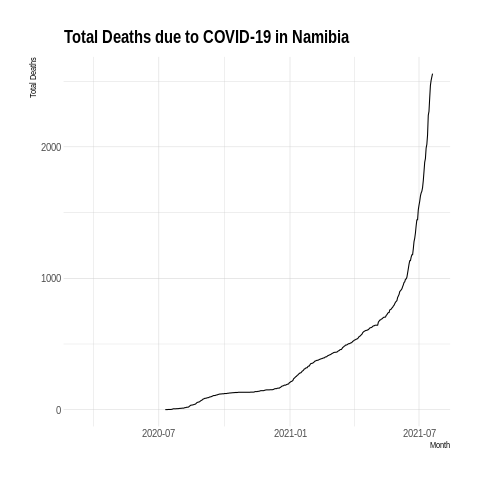 Total Deaths due to COVID-19 in Namibia
Total Deaths
2000
1000
0
2020-07
2021-01
2021-07
Month